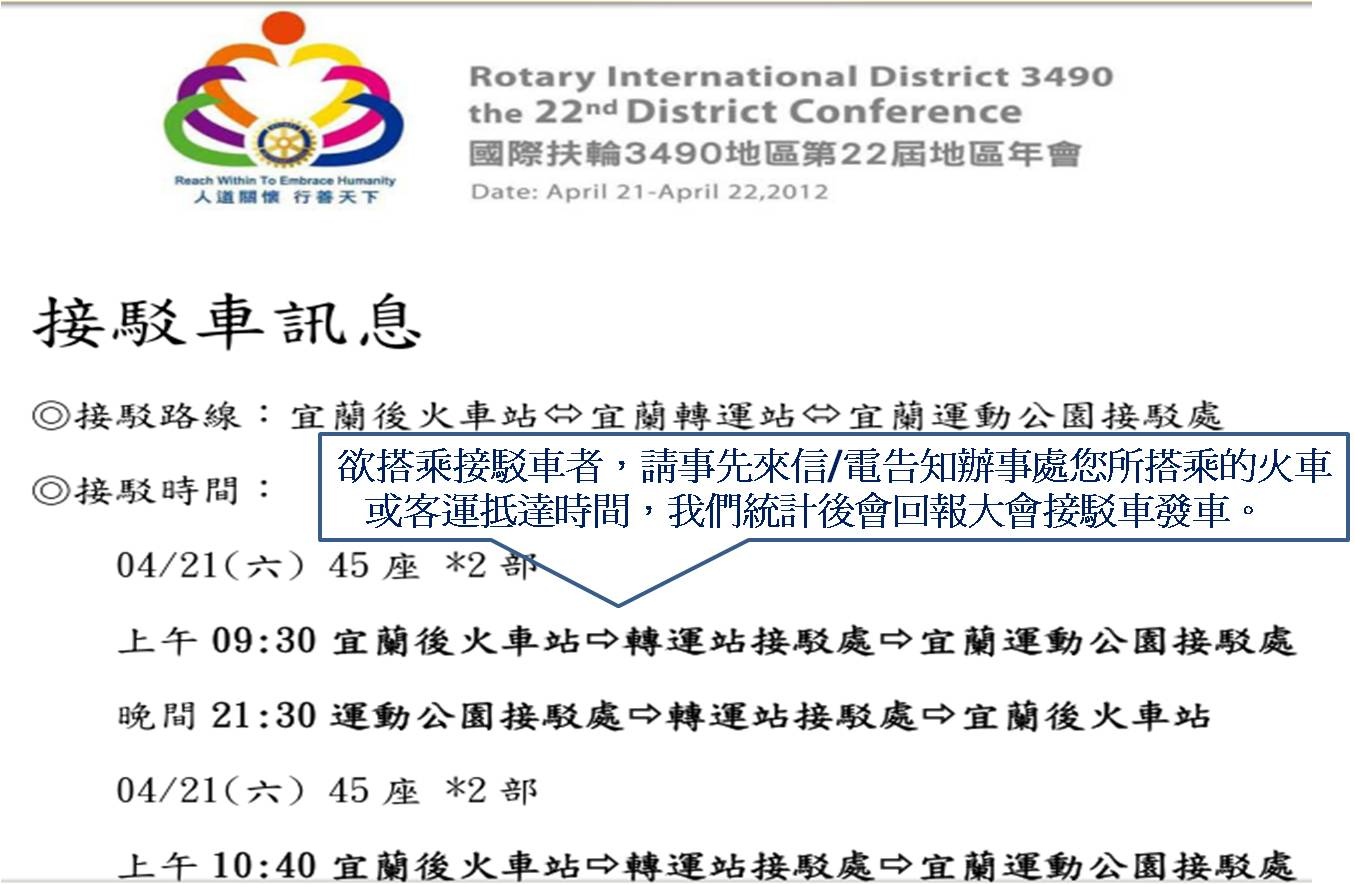 Rotary International District 3490
the 22nd District Conference
國際扶輪3490地區第22屆地區年會
Date: April 21-April 22,2012
Reach Within To Embrace Humanity
人道關懷 行善天下
接駁車訊息
◎接駁路線：宜蘭後火車站⇔宜蘭轉運站⇔宜蘭運動公園接駁處
欲搭乘接駁車者，請事先來信/電告知辦事處您所搭乘的火車
或客運抵達時間，我們統計後會回報大會接駁車發車。
◎接駁時間：
04/21(六) 45 座 *2 部
上午 09:30 宜蘭後火車站⇨轉運站接駁處⇨宜蘭運動公園接駁處
晚間 21:30 運動公園接駁處⇨轉運站接駁處⇨宜蘭後火車站
04/21(六) 45 座 *2 部
上午 10:40 宜蘭後火車站⇨轉運站接駁處⇨宜蘭運動公園接駁處